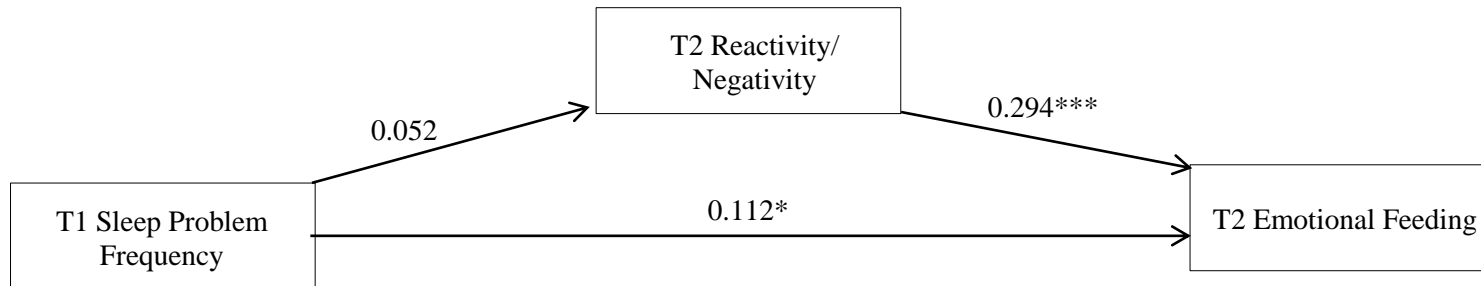 T2 Reactivity/
Negativity
0.052
0.294***
T1 Sleep Problem
Frequency
0.112*
T2 Emotional Feeding